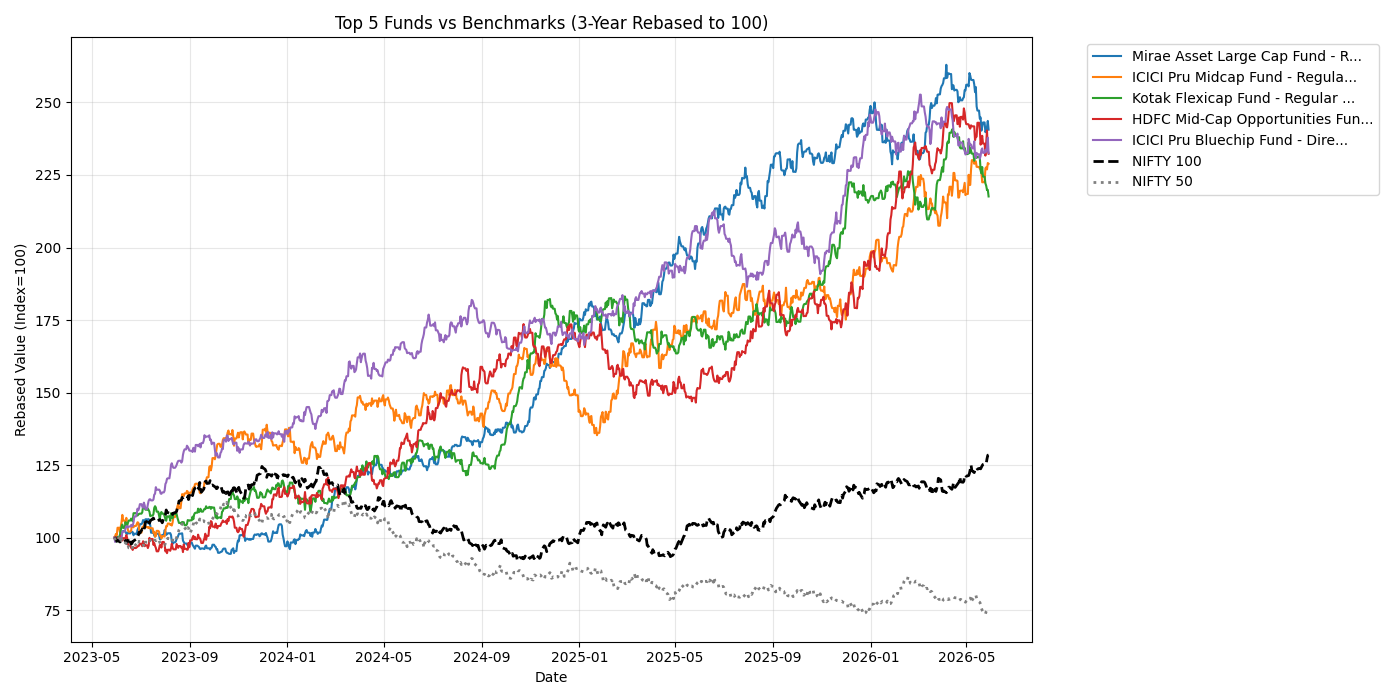 Top 5 Funds vs Benchmarks (3-Year Rebased to 100)
Mirae Asset Large Cap Fund - R...
ICICI Pru Midcap Fund - Regula...
Kotak Flexicap Fund - Regular ...
HDFC Mid-Cap Opportunities Fun...
ICICI Pru Bluechip Fund - Dire...
NIFTY 100
NIFTY 50
Rebased Value (Index=100)
250
225
200
175
150
125
100
75
2023-05 2023-09 2024-01 2024-05 2024-09 2025-01 2025-05 2025-09 2026-01 2026-05
Date